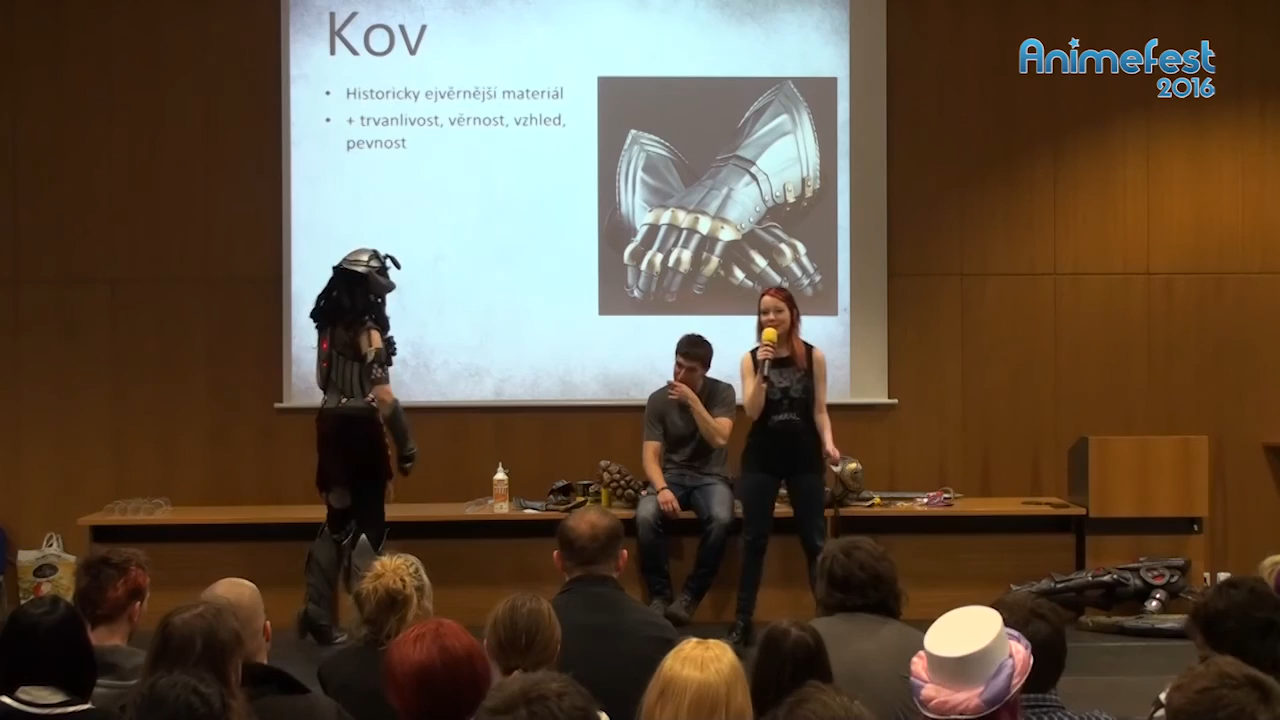 Kov
• Historicky ejvěrnější materiál
• + trvanlivost, věrnost, vzhled,
pevnost
AnimeFest
2016